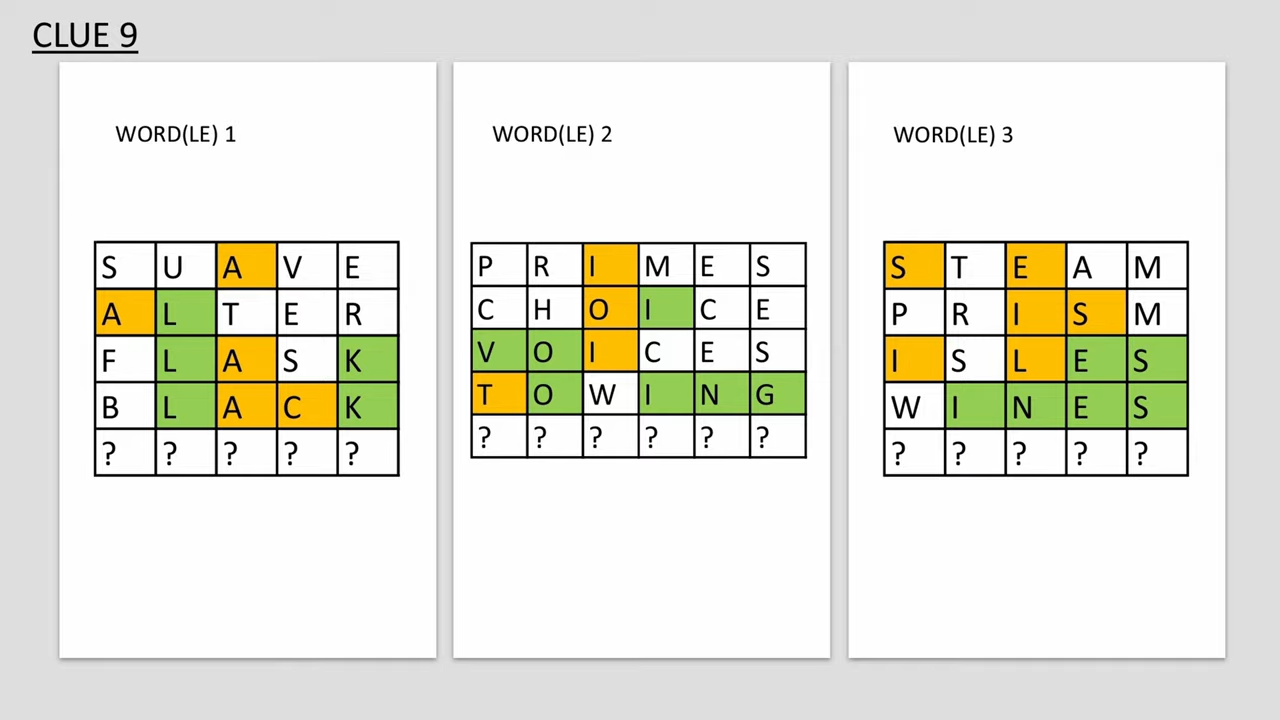 CLUE 9
WORD(LE) 1
S U A V E
A L T E R
F L A S K
B L A C K
? ? ? ? ?
WORD(LE) 2
P R I M E S
C H O I C E
V O I C E S
T O W I N G
? ? ? ? ? ?
WORD(LE) 3
S T E A M
P R I S M
I S L E S
W I N E S
? ? ? ? ?